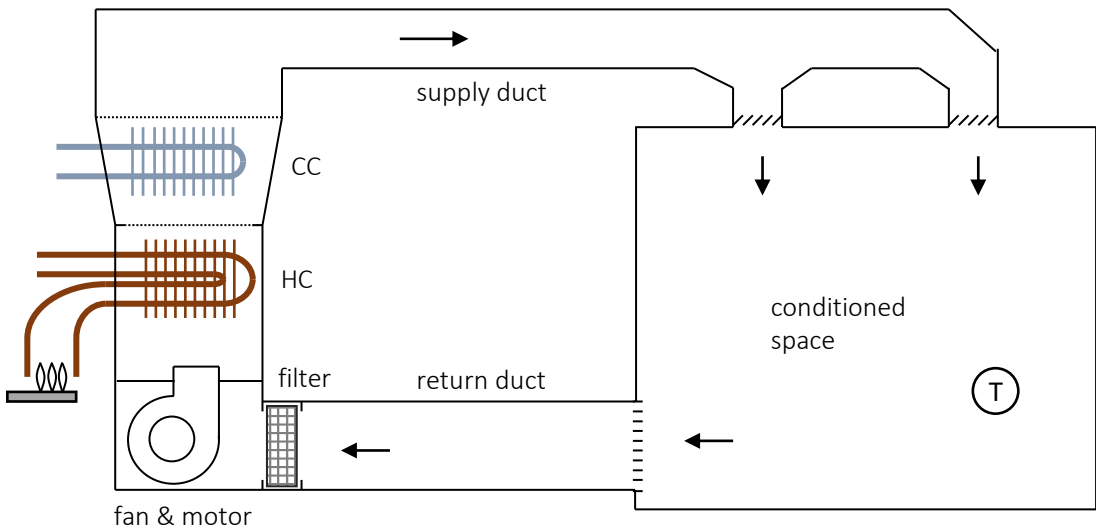 supply duct
CC
HC
conditioned
space
filter
return duct
T
fan & motor